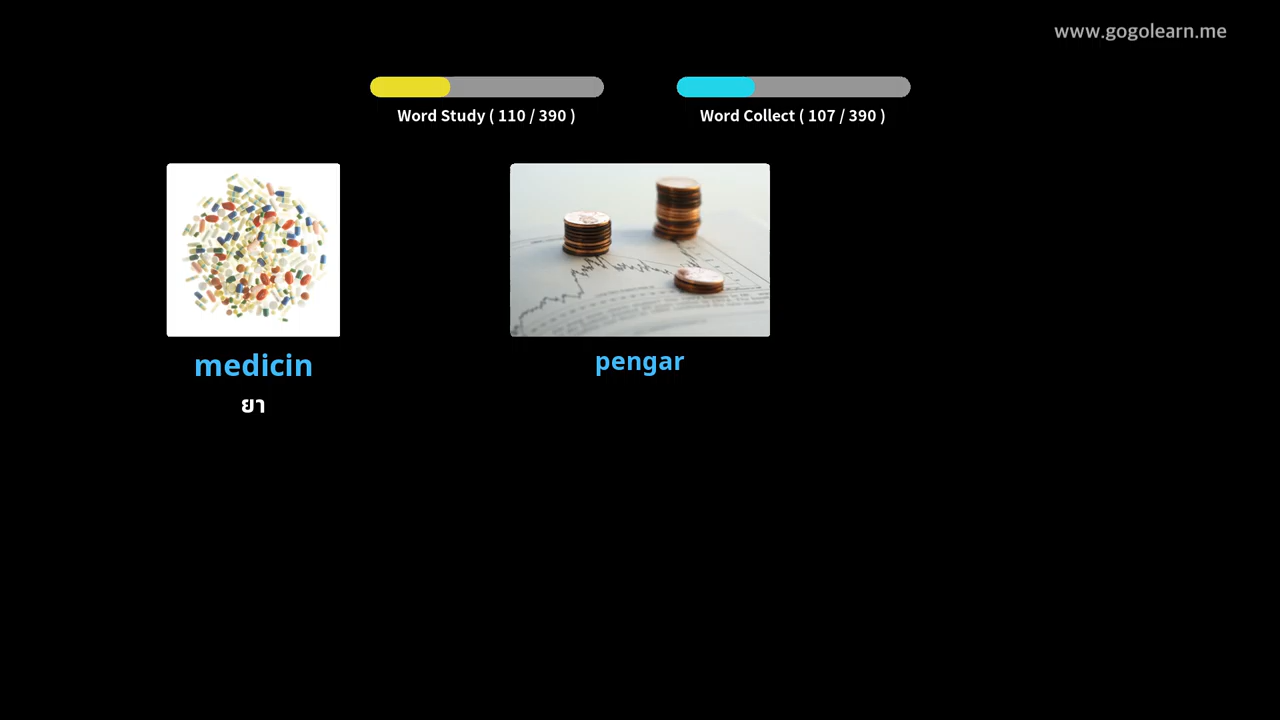 www.gogolearn.me
Word Study ( 110 / 390 )
Word Collect ( 107 / 390 )
medicin
ยา
pengar